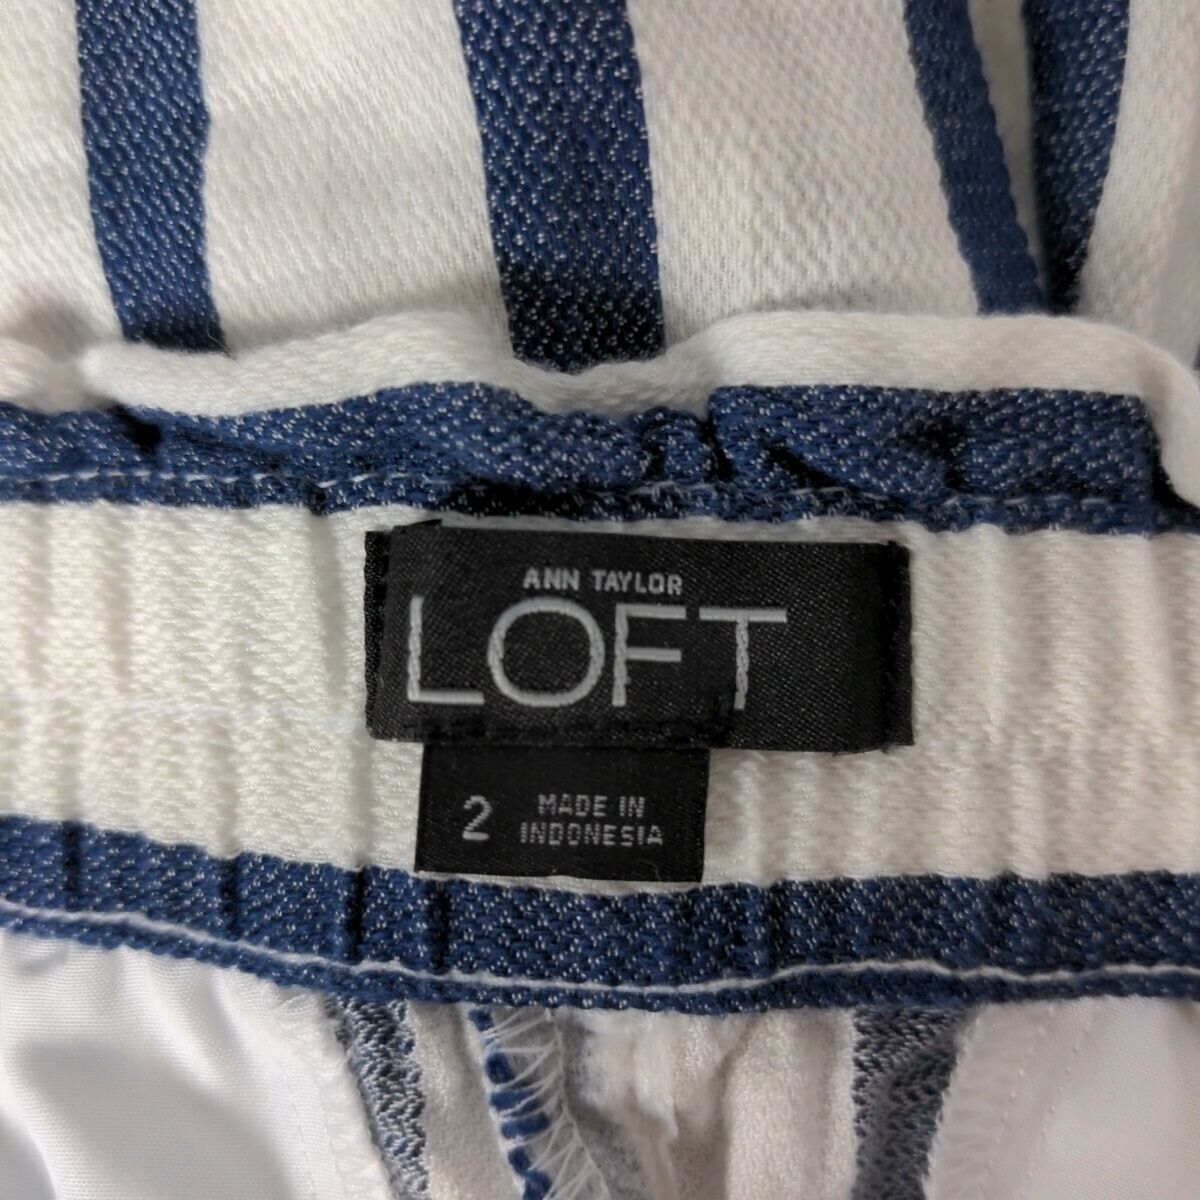 ANN TAYLOR
LOFT
2
MADE IN
INDONESIA